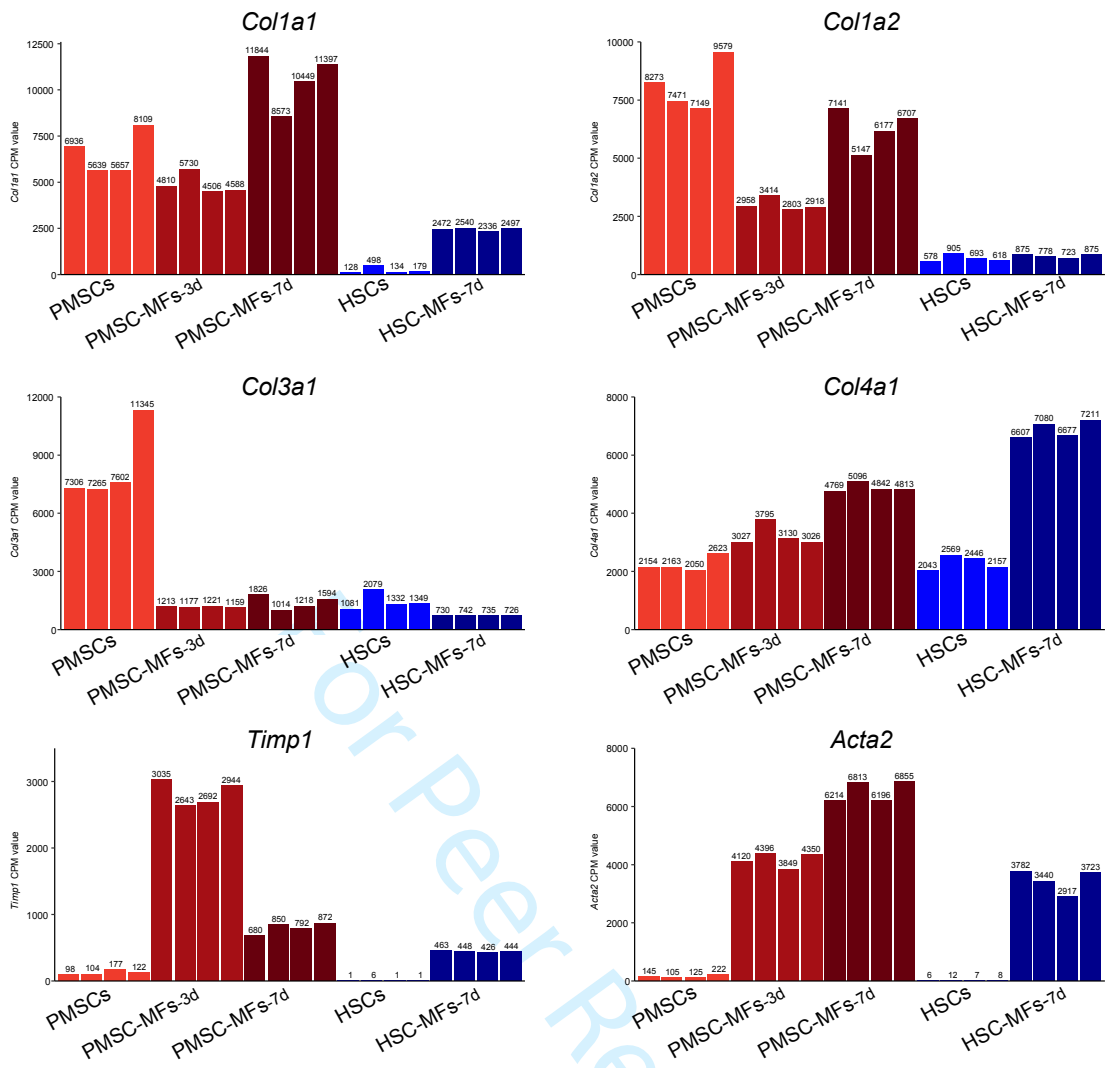 Col1a1
Col1a1 CPM value
12500
10000
7500
5000
2500
0
6936 5639 5657 8109 4810 5730 4506 4588 11844 8573 10449 11397 128 498 134 179 2472 2540 2336 2497
PMSCs PMSC-MFs-3d PMSC-MFs-7d HSCs HSC-MFs-7d
Col1a2
Col1a2 CPM value
10000
7500
5000
2500
0
8273 7471 7149 9579 2958 3414 2803 2918 7141 5147 6177 6707 578 905 693 618 875 778 723 875
PMSCs PMSC-MFs-3d PMSC-MFs-7d HSCs HSC-MFs-7d
Col3a1
Col3a1 CPM value
12000
9000
6000
3000
0
7306 7265 7602 11345 1213 1177 1221 1159 1826 1014 1218 1594 1081 2079 1332 1349 730 742 735 726
PMSCs PMSC-MFs-3d PMSC-MFs-7d HSCs HSC-MFs-7d
Col4a1
Col4a1 CPM value
8000
6000
4000
2000
0
2154 2163 2050 2623 3027 3795 3130 3026 4769 5096 4842 4813 2043 2569 2446 2157 6607 7080 6677 7211
PMSCs PMSC-MFs-3d PMSC-MFs-7d HSCs HSC-MFs-7d
Timp1
Timp1 CPM value
3000
2000
1000
0
98 104 177 122 3035 2643 2692 2944 680 850 792 872 1 6 1 1 463 448 426 444
PMSCs PMSC-MFs-3d PMSC-MFs-7d HSCs HSC-MFs-7d
Acta2
Acta2 CPM value
8000
6000
4000
2000
0
145 105 125 222 4120 4396 3849 4350 6214 6813 6196 6855 6 12 7 8 3782 3440 2917 3723
PMSCs PMSC-MFs-3d PMSC-MFs-7d HSCs HSC-MFs-7d
or Peer Re